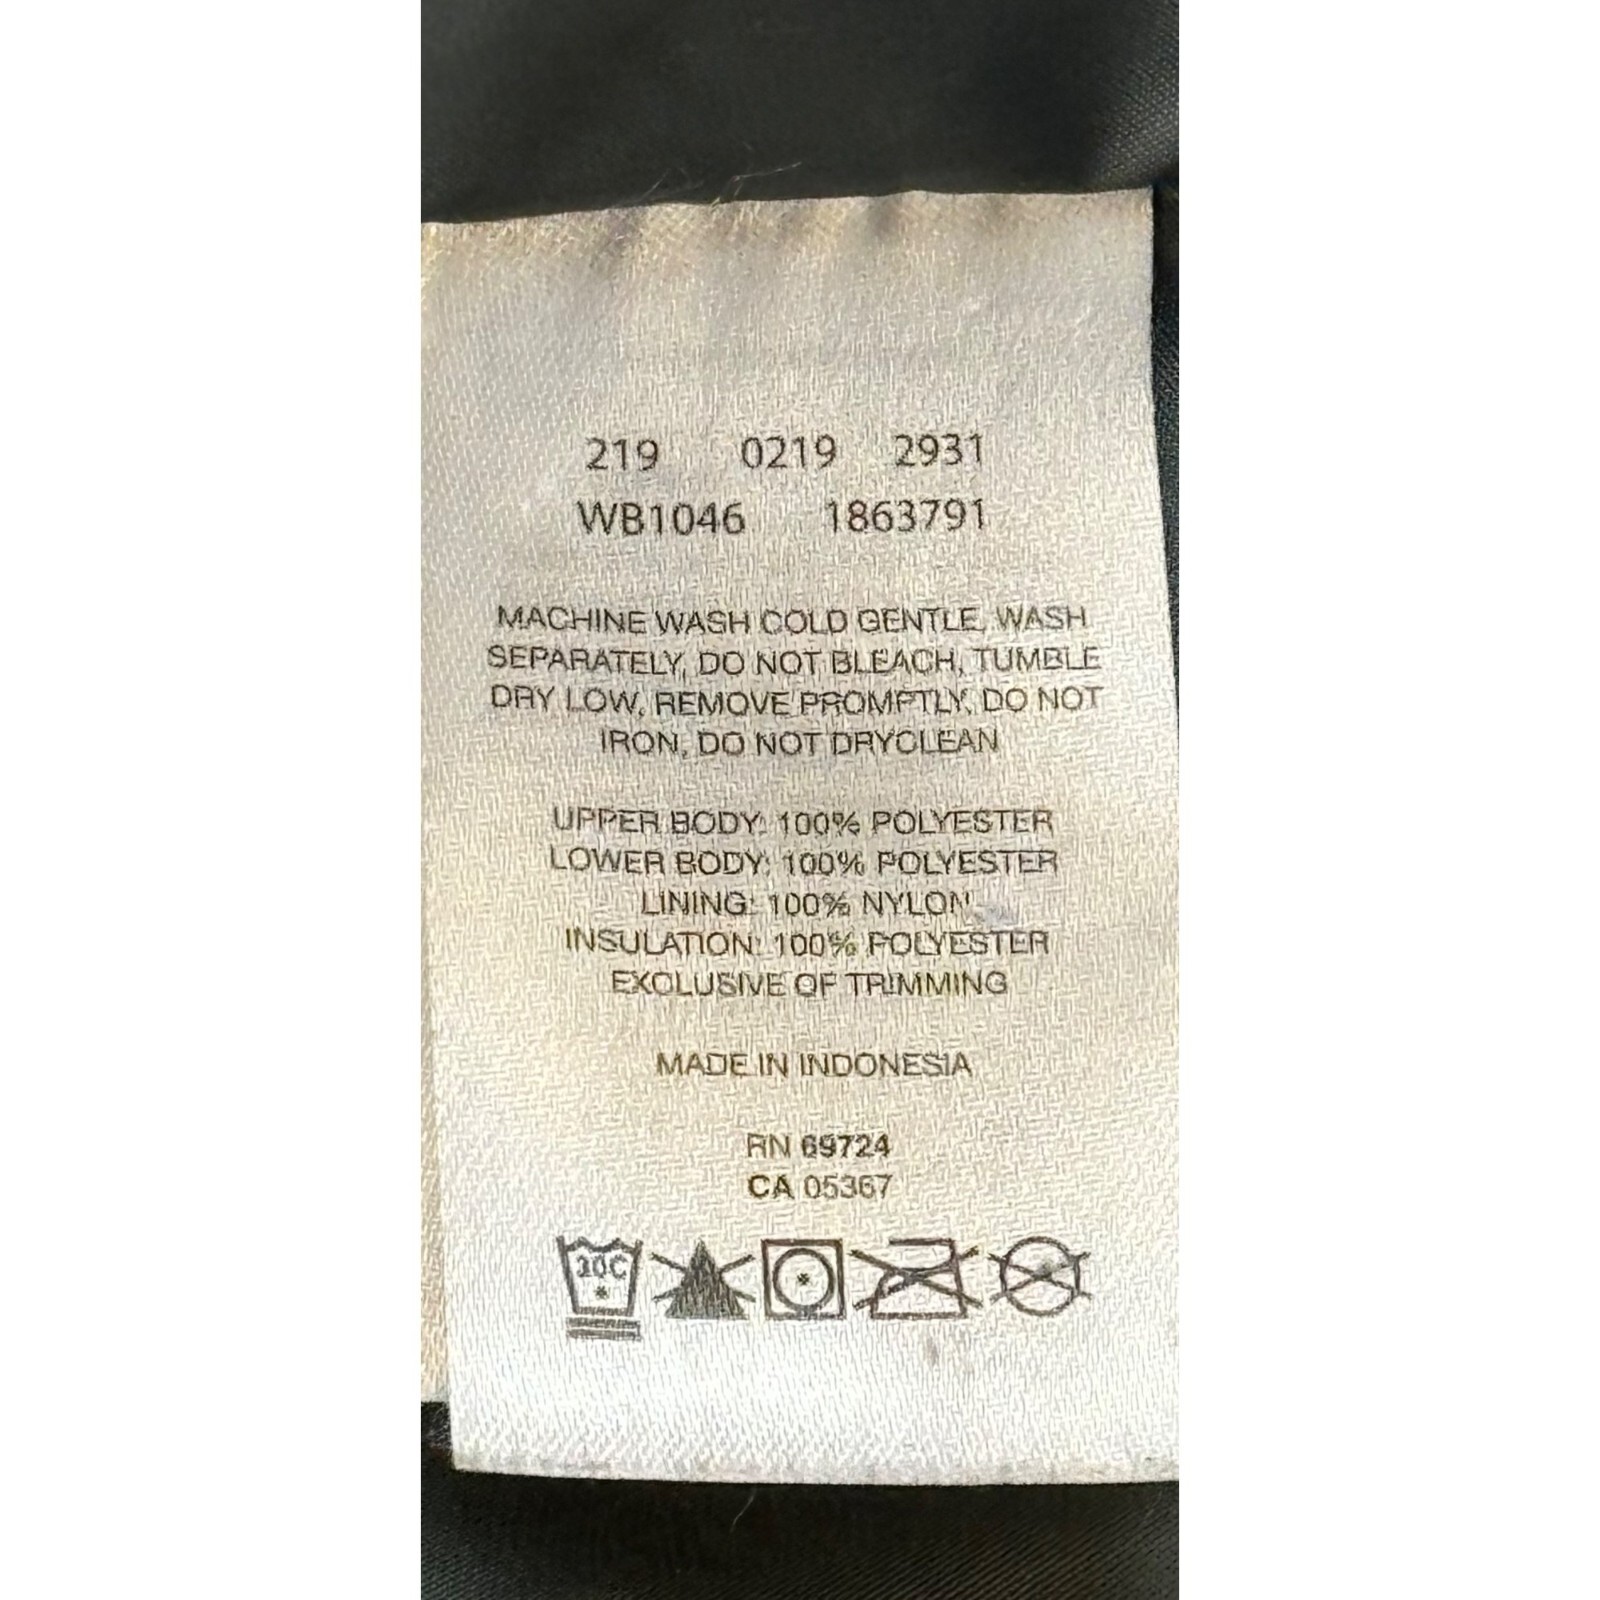 219 0219 2931
WB1046 1863791
MACHINE WASH COLD GENTLE, WASH
SEPARATELY, DO NOT BLEACH, TUMBLE
DRY LOW, REMOVE PROMPTLY, DO NOT
IRON, DO NOT DRYCLEAN
UPPER BODY: 100% POLYESTER
LOWER BODY: 100% POLYESTER
LINING: 100% NYLON
INSULATION: 100% POLYESTER
EXCLUSIVE OF TRIMMING
MADE IN INDONESIA
RN 69724
CA 05367